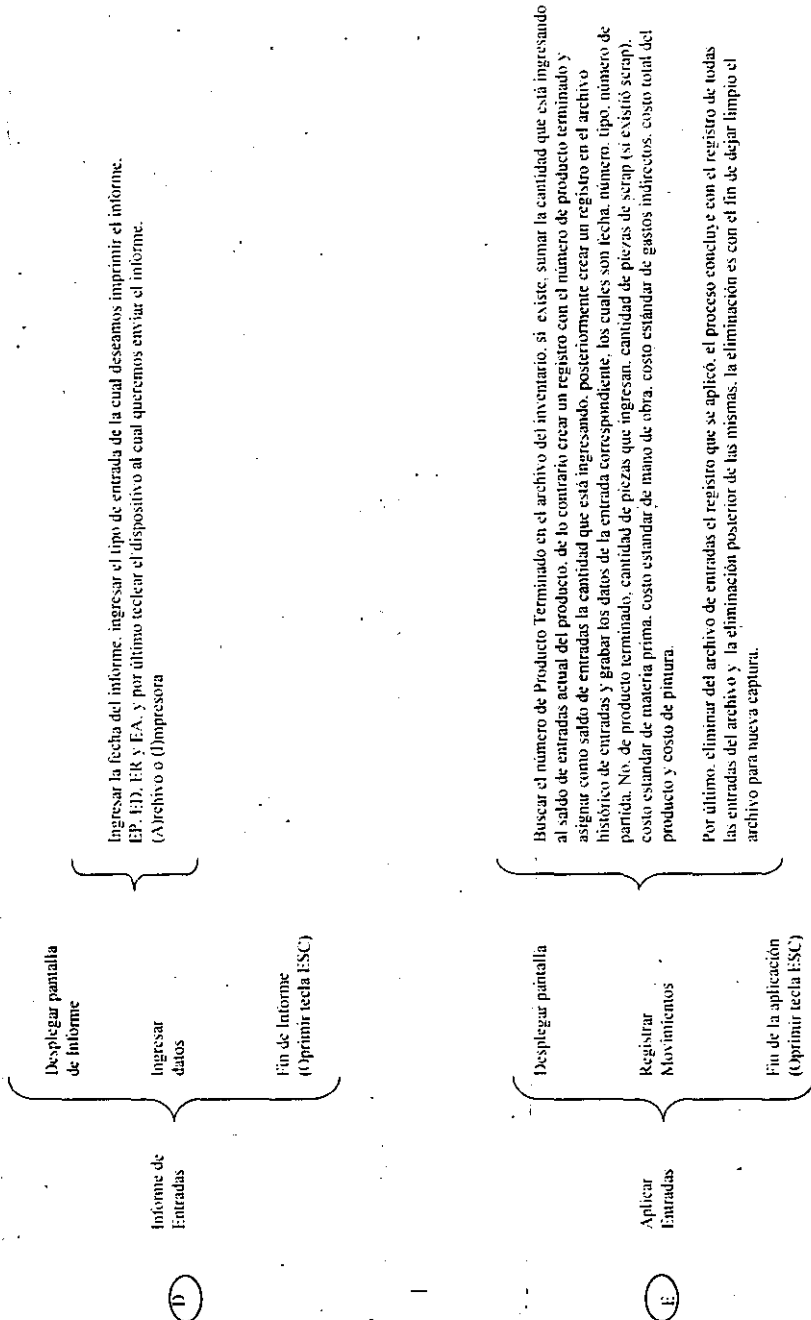 D
Informe de
Entradas
Desplegar pantalla
de Informe
Ingresar
datos
Fin de Informe
(Oprimir tecla ESC)
Ingresar la fecha del informe, ingresar el tipo de entrada de la cual deseamos imprimir el informe.
EP, ED, ER y EA, y por último teclear el dispositivo al cual queremos enviar el informe.
(A)rchivo o (I)mpresora
E
Aplicar
Entradas
Desplegar pantalla
Registrar
Movimientos
Fin de la aplicación
(Oprimir tecla ESC)
Buscar el número de Producto Terminado en el archivo del inventario, si existe, sumar la cantidad que está ingresando
al saldo de entradas actual del producto, de lo contrario crear un registro con el número de producto terminado y
asignar como saldo de entradas la cantidad que está ingresando, posteriormente crear un registro en el archivo
histórico de entradas y grabar los datos de la entrada correspondiente, los cuales son fecha, número, tipo, número de
partida, No. de producto terminado, cantidad de piezas que ingresan, cantidad de piezas de scrap (si existió scrap),
costo estandar de materia prima, costo estandar de mano de obra, costo estándar de gastos indirectos, costo total del
producto y costo de pintura.
Por último, eliminar del archivo de entradas el registro que se aplicó, el proceso concluye con el registro de todas
las entradas del archivo y la eliminación posterior de las mismas, la eliminación es con el fin de dejar limpio el
archivo para nueva captura.